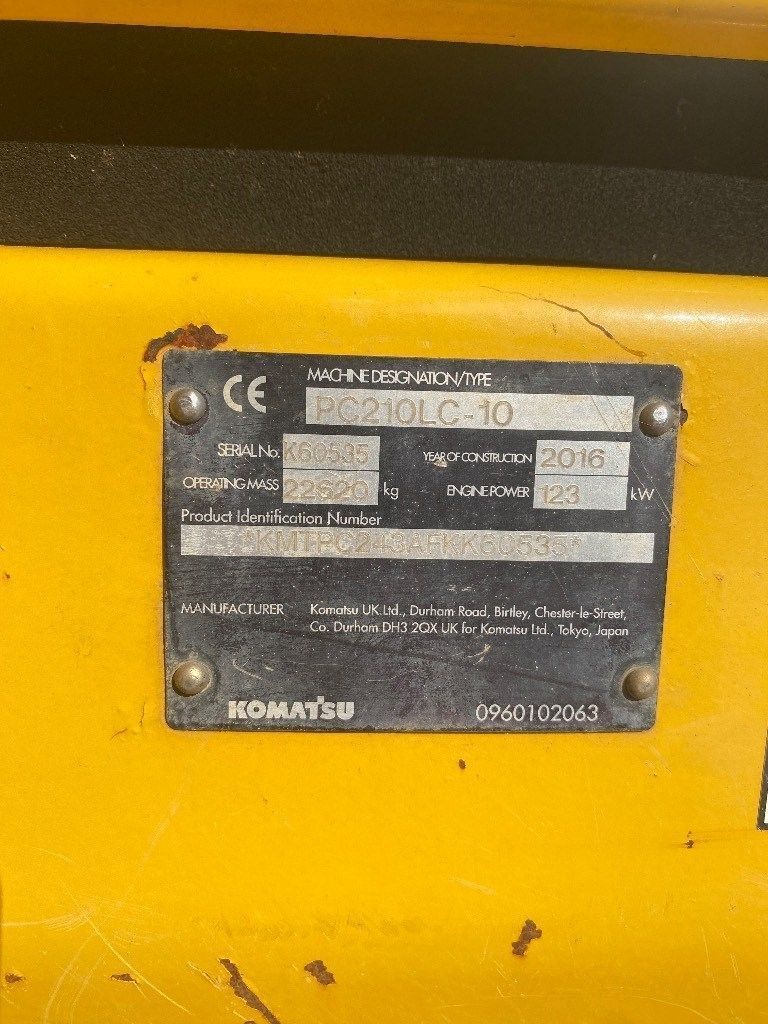 CE MACHINE DESIGNATION/TYPE
PC210LC-10
SERIAL No. K60535 YEAR OF CONSTRUCTION 2016
OPERATING MASS 22620 kg ENGINE POWER 123 kW
Product Identification Number
*KMTPC243AFKK60535*
MANUFACTURER Komatsu UK Ltd., Durham Road, Birtley, Chester-le-Street,
Co. Durham DH3 2QX UK for Komatsu Ltd., Tokyo, Japan
KOMATSU 0960102063